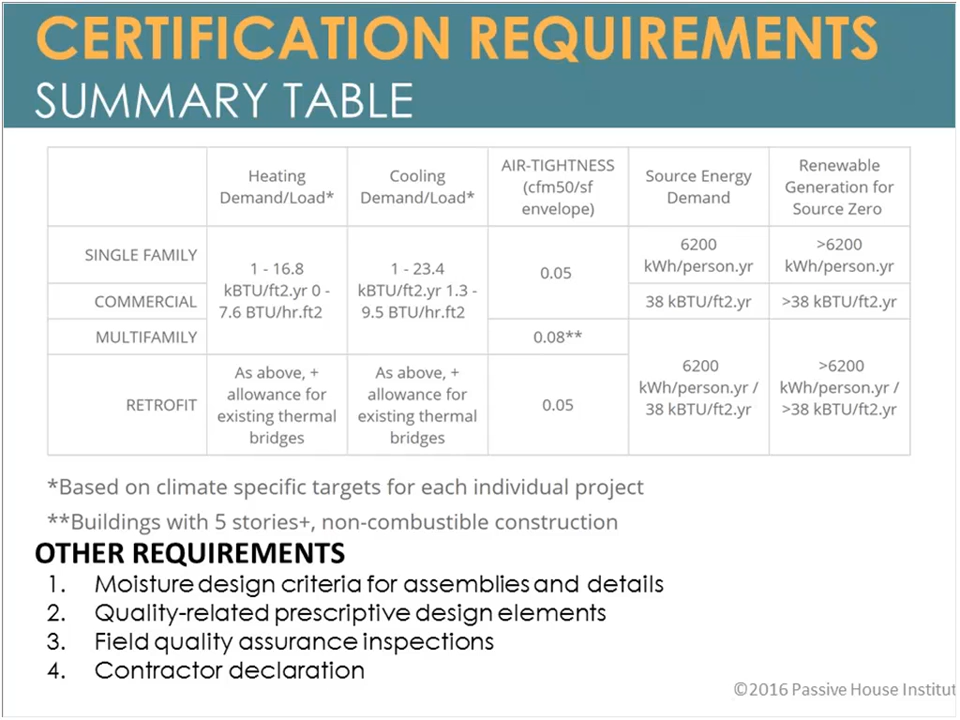 CERTIFICATION REQUIREMENTS
SUMMARY TABLE
Heating
Demand/Load*
Cooling
Demand/Load*
AIR-TIGHTNESS
(cfm50/sf
envelope)
Source Energy
Demand
Renewable
Generation for
Source Zero
SINGLE FAMILY
1 - 16.8
kBTU/ft2.yr 0 -
7.6 BTU/hr.ft2
1 - 23.4
kBTU/ft2.yr 1.3 -
9.5 BTU/hr.ft2
0.05
6200
kWh/person.yr
>6200
kWh/person.yr
COMMERCIAL
38 kBTU/ft2.yr
>38 kBTU/ft2.yr
MULTIFAMILY
0.08**
6200
kWh/person.yr /
38 kBTU/ft2.yr
>6200
kWh/person.yr /
>38 kBTU/ft2.yr
RETROFIT
As above, +
allowance for
existing thermal
bridges
As above, +
allowance for
existing thermal
bridges
0.05
*Based on climate specific targets for each individual project
**Buildings with 5 stories+, non-combustible construction
OTHER REQUIREMENTS
1. Moisture design criteria for assemblies and details
2. Quality-related prescriptive design elements
3. Field quality assurance inspections
4. Contractor declaration
©2016 Passive House Institut